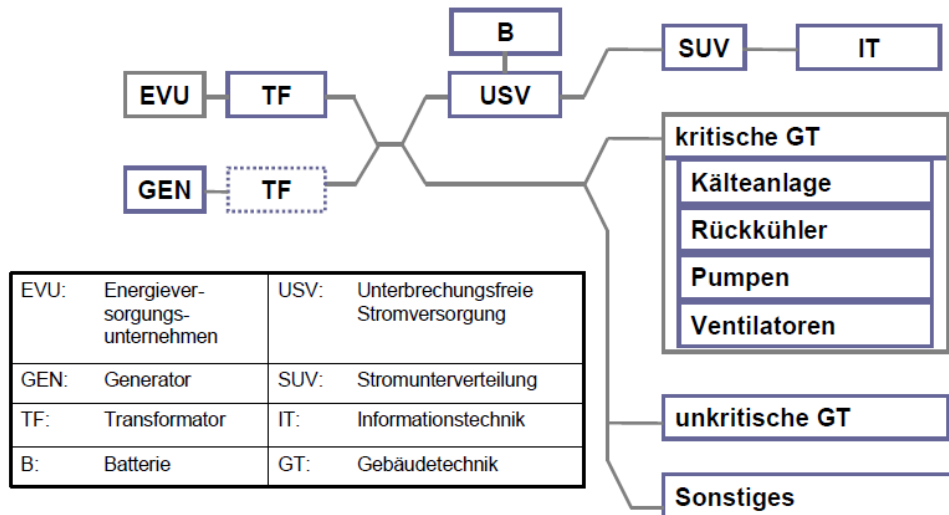 B
SUV
IT
EVU
TF
USV
kritische GT
GEN
TF
Kälteanlage
Rückkühler
Pumpen
Ventilatoren
EVU: Energiever-
sorgungs-
unternehmen
USV: Unterbrechungsfreie
Stromversorgung
GEN: Generator
SUV: Stromunterverteilung
TF: Transformator
IT: Informationstechnik
B: Batterie
GT: Gebäudetechnik
unkritische GT
Sonstiges